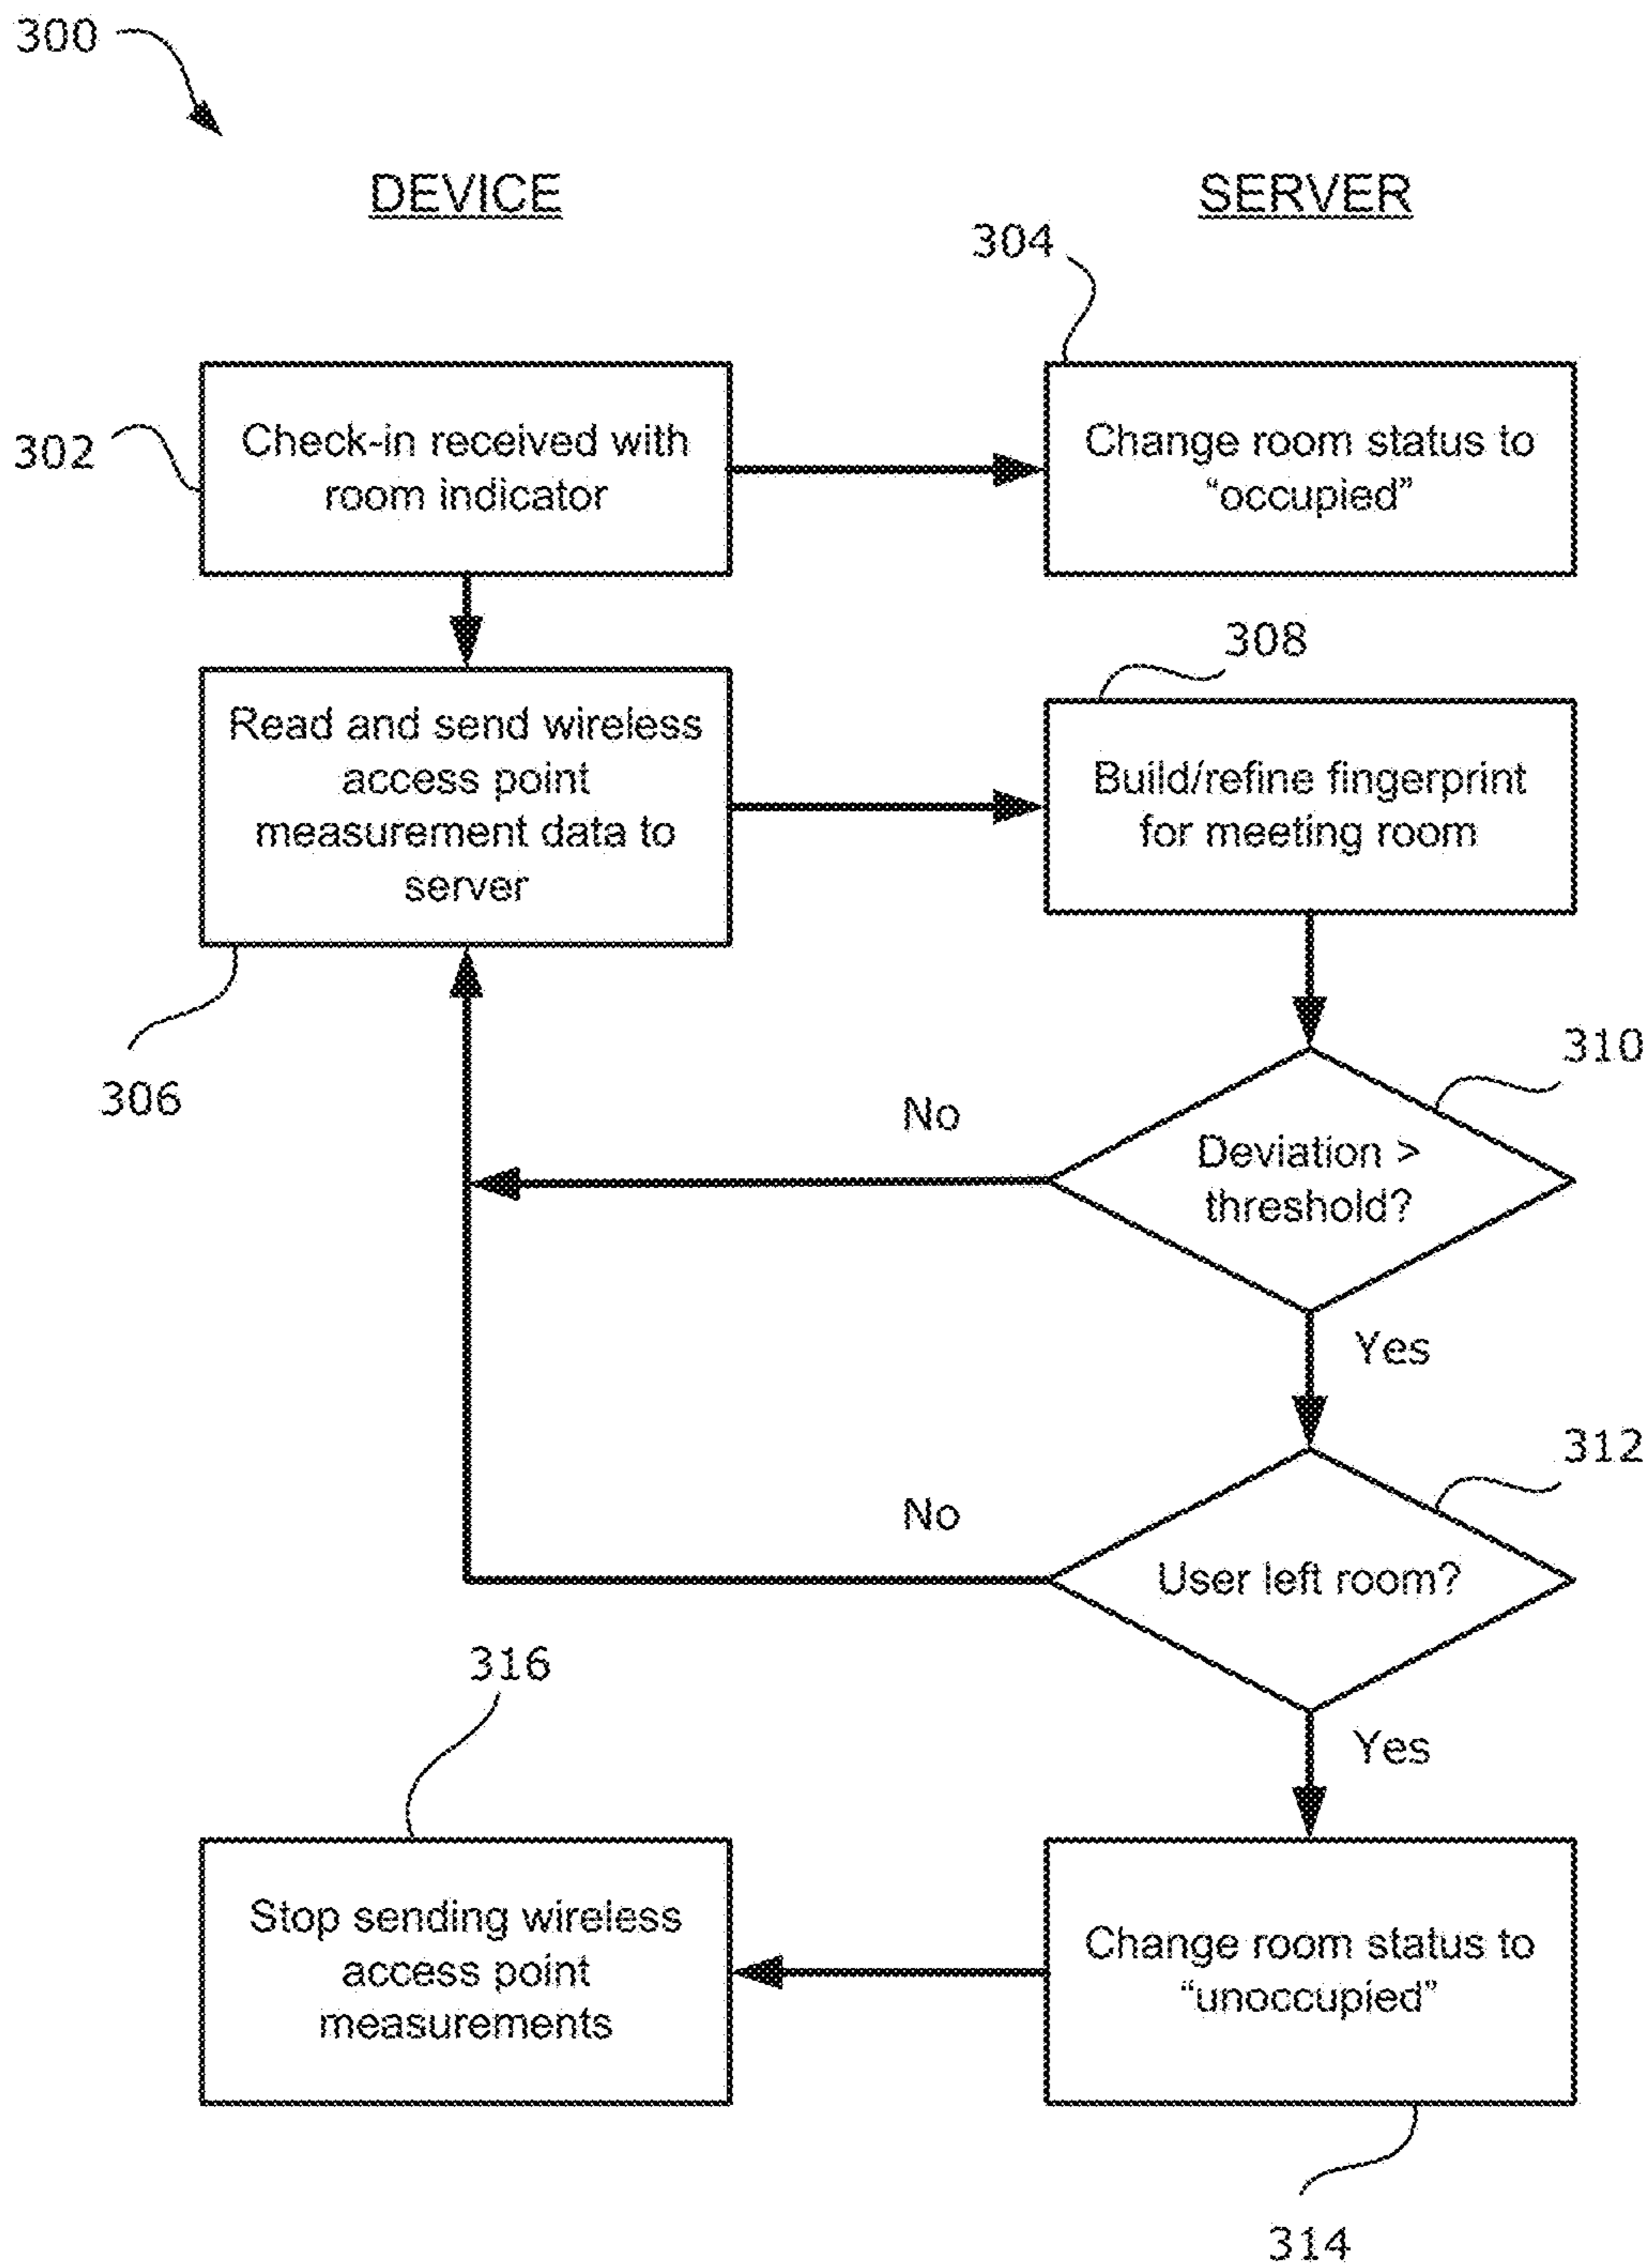 300
DEVICE
SERVER
304
302
Check-in received with
room indicator
Change room status to
“occupied”
308
Read and send wireless
access point
measurement data to
server
Build/refine fingerprint
for meeting room
306
310
No
Deviation >
threshold?
Yes
312
No
User left room?
316
Yes
Stop sending wireless
access point
measurements
Change room status to
“unoccupied”
314